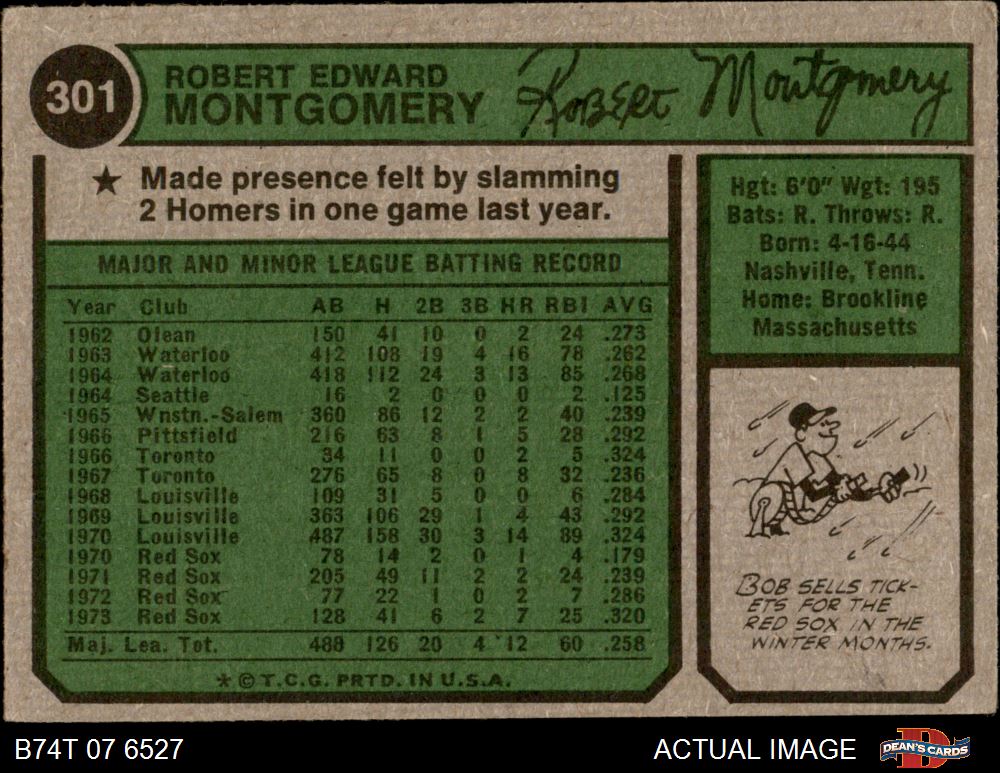 301
ROBERT EDWARD
MONTGOMERY
Robert Montgomery
★ Made presence felt by slamming
2 Homers in one game last year.
MAJOR AND MINOR LEAGUE BATTING RECORD
Year Club AB H 2B 3B HR RBI AVG
1962 Olean 150 41 10 0 2 24 .273
1963 Waterloo 412 108 19 4 16 78 .262
1964 Waterloo 418 112 24 3 13 85 .268
1964 Seattle 16 2 0 0 0 2 .125
1965 Wnstn.-Salem 360 86 12 2 2 40 .239
1966 Pittsfield 216 63 8 1 5 28 .292
1966 Toronto 34 11 0 0 2 5 .324
1967 Toronto 276 65 8 0 8 32 .236
1968 Louisville 109 31 5 0 0 6 .284
1969 Louisville 363 106 29 1 4 43 .292
1970 Louisville 487 158 30 3 14 89 .324
1970 Red Sox 78 14 2 0 1 4 .179
1971 Red Sox 205 49 11 2 2 24 .239
1972 Red Sox 77 22 1 0 2 7 .286
1973 Red Sox 128 41 6 2 7 25 .320
Maj. Lea. Tot. 488 126 20 4 12 60 .258
★ © T.C.G. PRTD. IN U.S.A.
Hgt: 6'0" Wgt: 195
Bats: R. Throws: R.
Born: 4-16-44
Nashville, Tenn.
Home: Brookline
Massachusetts
BOB SELLS TICK-
ETS FOR THE
RED SOX IN THE
WINTER MONTHS.
B74T 07 6527
ACTUAL IMAGE
DEAN'S CARDS